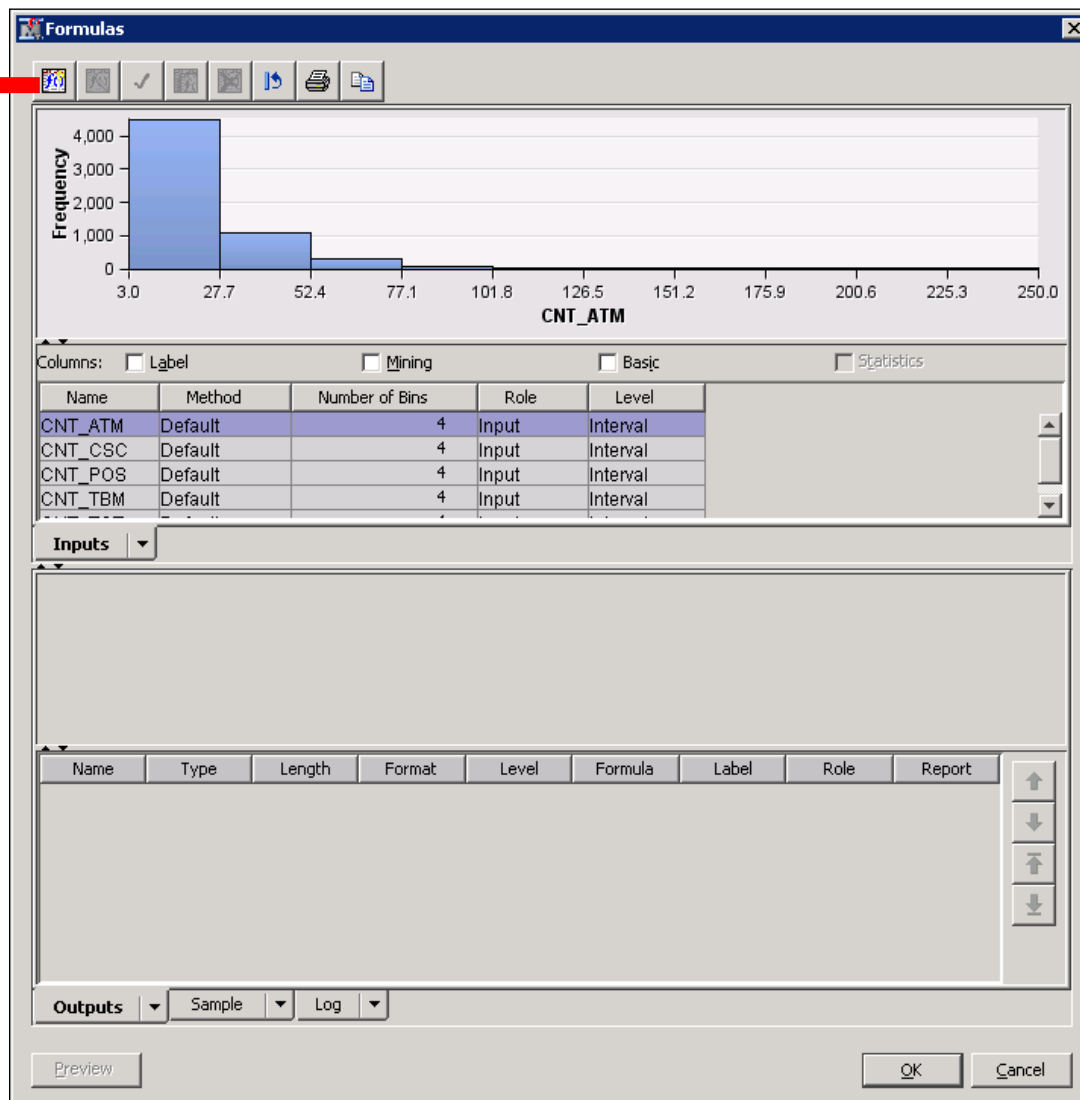 Formulas
4,000
3,000
2,000
1,000
0
Frequency
3.0 27.7 52.4 77.1 101.8 126.5 151.2 175.9 200.6 225.3 250.0
CNT_ATM
Columns: Label Mining Basic Statistics
Name Method Number of Bins Role Level
CNT_ATM Default 4 Input Interval
CNT_CSC Default 4 Input Interval
CNT_POS Default 4 Input Interval
CNT_TBM Default 4 Input Interval
Inputs
Name Type Length Format Level Formula Label Role Report
Outputs Sample Log
Preview OK Cancel